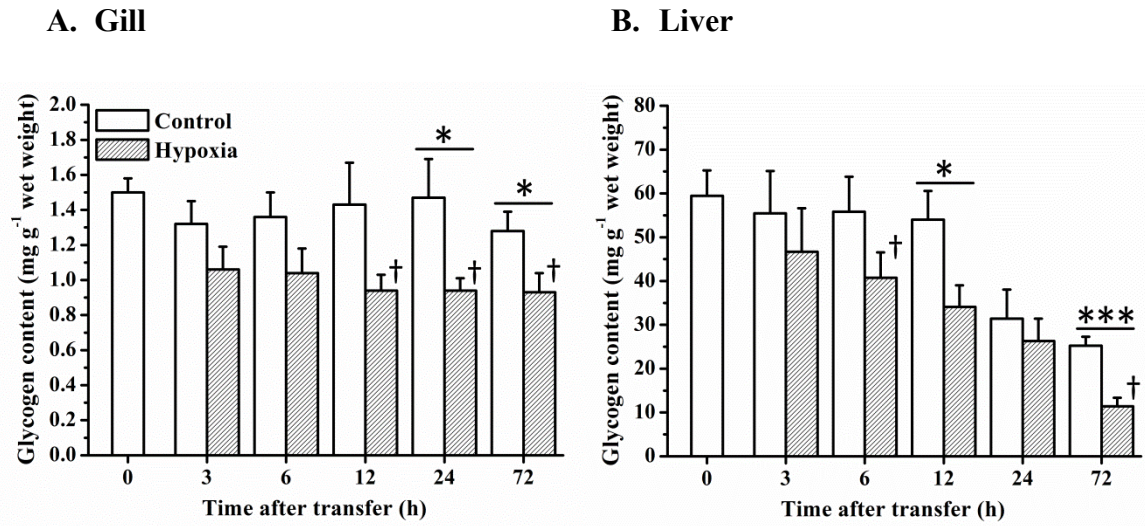 A. Gill
B. Liver
Glycogen content (mg g⁻¹ wet weight)
2.0
1.8
1.6
1.4
1.2
1.0
0.8
0.6
0.4
0.2
0.0
Control
Hypoxia
*
*
†
†
†
0 3 6 12 24 72
Time after transfer (h)
Glycogen content (mg g⁻¹ wet weight)
80
70
60
50
40
30
20
10
0
*
***
†
†
0 3 6 12 24 72
Time after transfer (h)